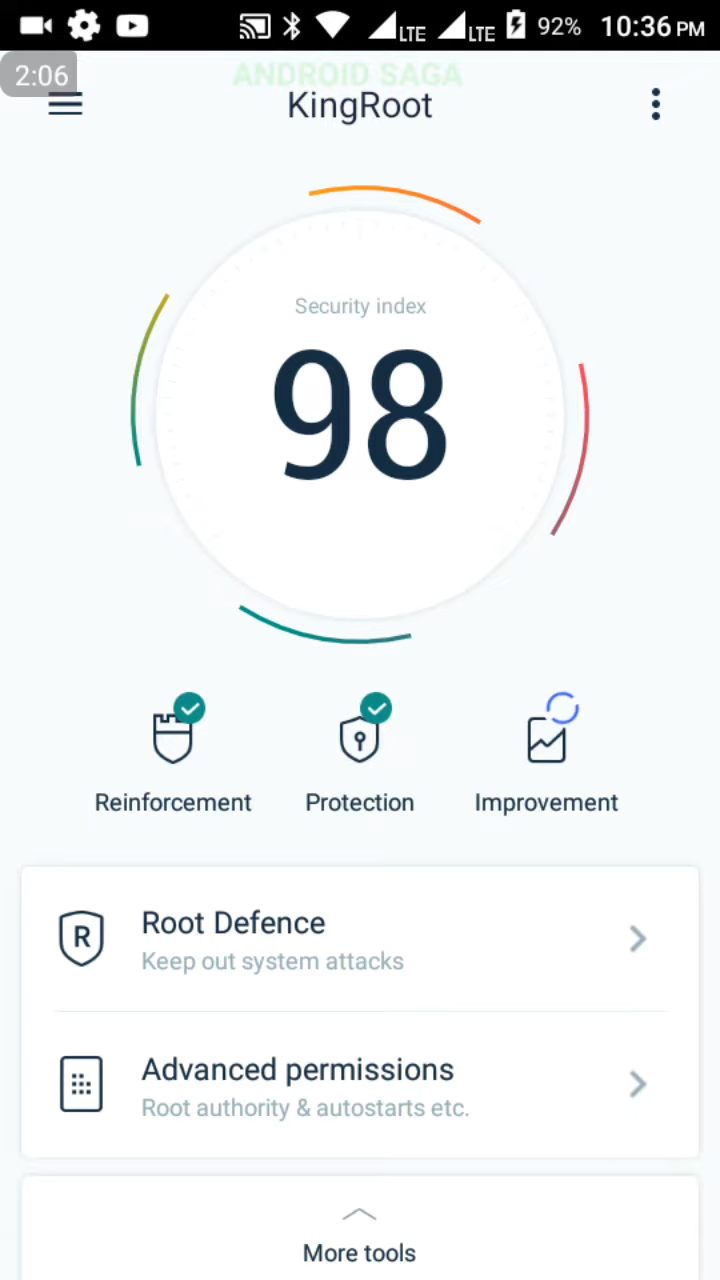 LTE LTE 92% 10:36 PM
2:06
ANDROID SAGA
KingRoot
Security index
98
Reinforcement Protection Improvement
R
Root Defence
Keep out system attacks
Advanced permissions
Root authority & autostarts etc.
More tools